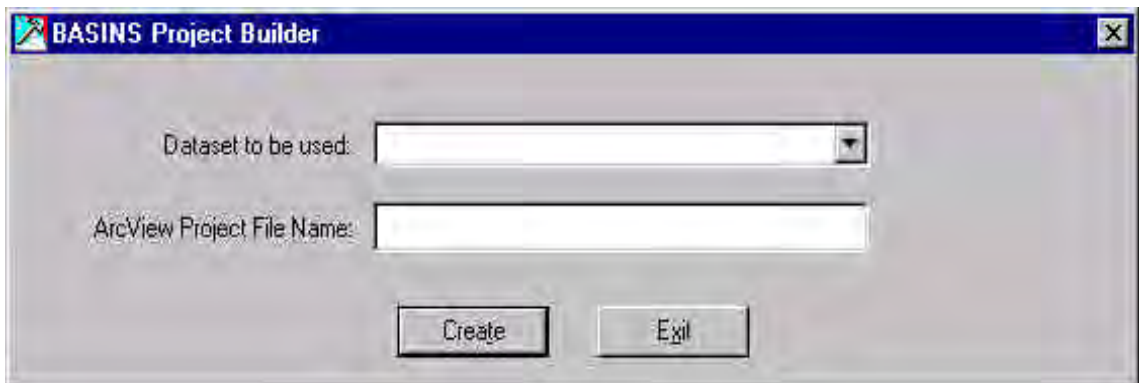 BASINS Project Builder
Dataset to be used:
ArcView Project File Name:
Create Exit